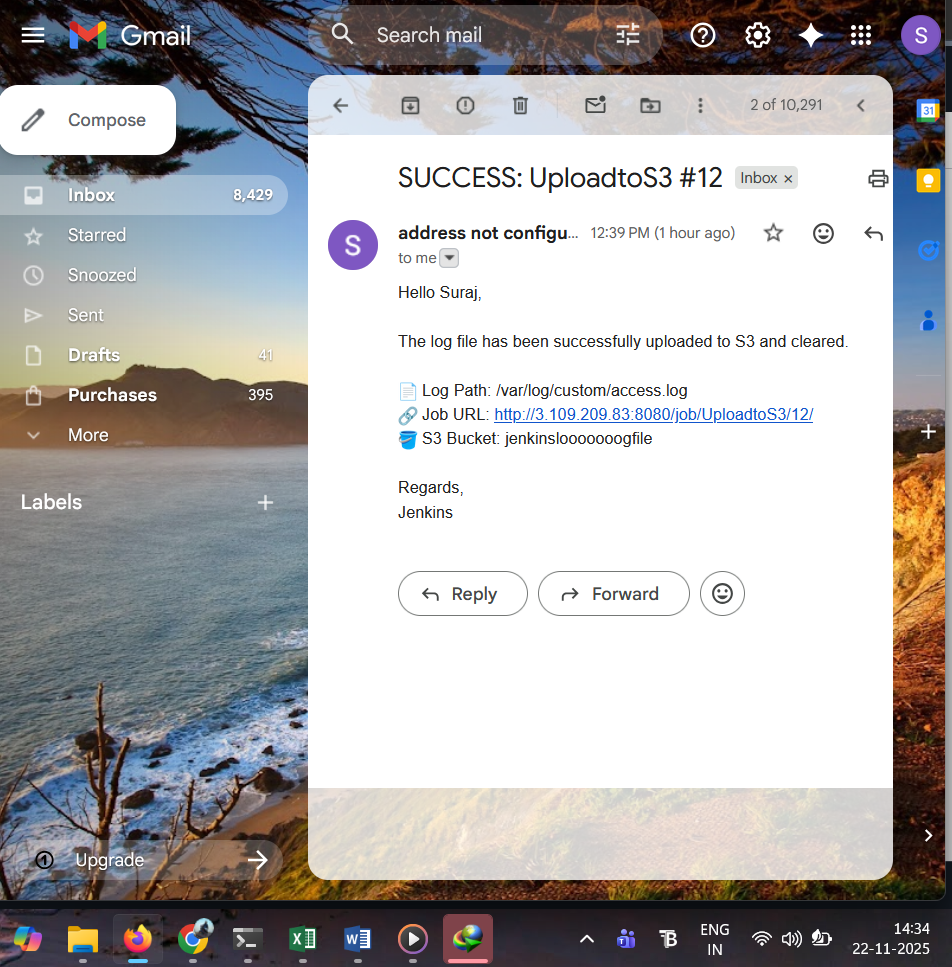 Gmail
Search mail
S
Compose
2 of 10,291
31
SUCCESS: UploadtoS3 #12
Inbox ×
Inbox 8,429
Starred
Snoozed
Sent
Drafts 41
Purchases 395
More
Labels
S
address not configu... 12:39 PM (1 hour ago)
to me
Hello Suraj,
The log file has been successfully uploaded to S3 and cleared.
Log Path: /var/log/custom/access.log
Job URL: http://3.109.209.83:8080/job/UploadtoS3/12/
S3 Bucket: jenkinslooooooogfile
Regards,
Jenkins
Reply
Forward
Upgrade
ENG
IN
14:34
22-11-2025